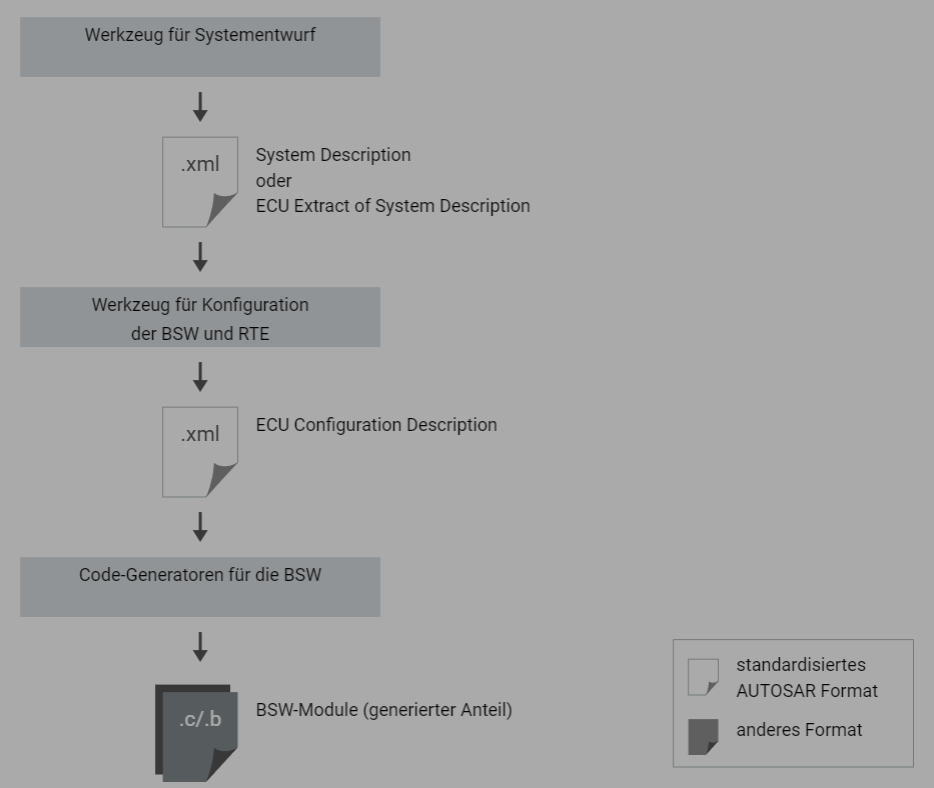 Werkzeug für Systementwurf
.xml
System Description
oder
ECU Extract of System Description
Werkzeug für Konfiguration
der BSW und RTE
.xml
ECU Configuration Description
Code-Generatoren für die BSW
.c/.b
BSW-Module (generierter Anteil)
standardisiertes
AUTOSAR Format
anderes Format